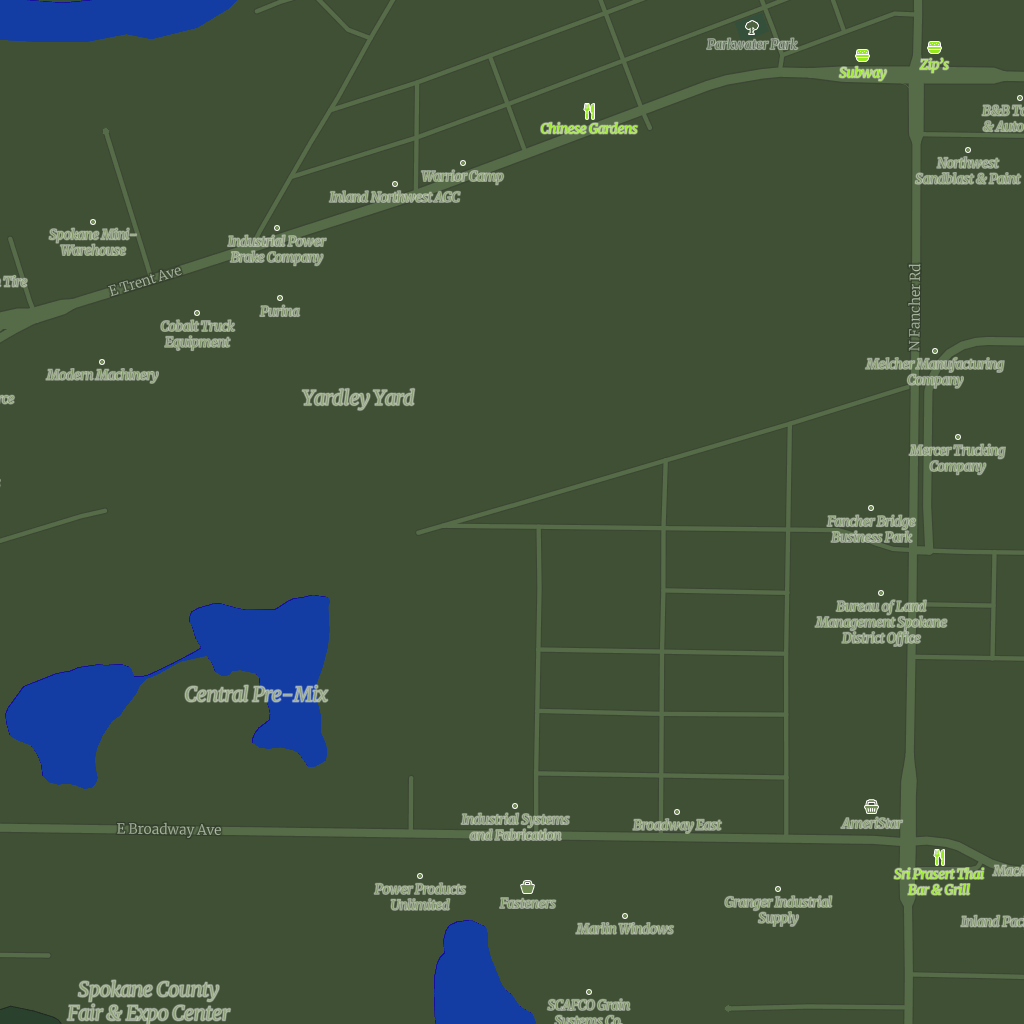 Parkwater Park
Subway
Zip's
Chinese Gardens
B&B
& Auto
Northwest
Sandblast & Paint
Warrior Camp
Inland Northwest AGC
Spokane Mini-
Warehouse
Industrial Power
Brake Company
Tire
E Trent Ave
Purina
N Fancher Rd
Cobalt Truck
Equipment
Modern Machinery
Melcher Manufacturing
Company
Yardley Yard
Mercer Trucking
Company
Fancher Bridge
Business Park
Bureau of Land
Management Spokane
District Office
Central Pre-Mix
E Broadway Ave
Industrial Systems
and Fabrication
Broadway East
AmeriStar
Sri Prasert Thai
Bar & Grill
Power Products
Unlimited
Fasteners
Granger Industrial
Supply
Marlin Windows
Inland Pac
Spokane County
Fair & Expo Center
SCAFCO Grain
Systems Co.